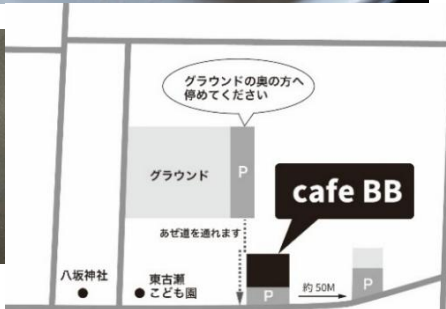 グラウンドの奥の方へ
停めてください
グラウンド
P
cafe BB
あぜ道を通れます
八坂神社
東古瀬
こども園
P
約 50M
P